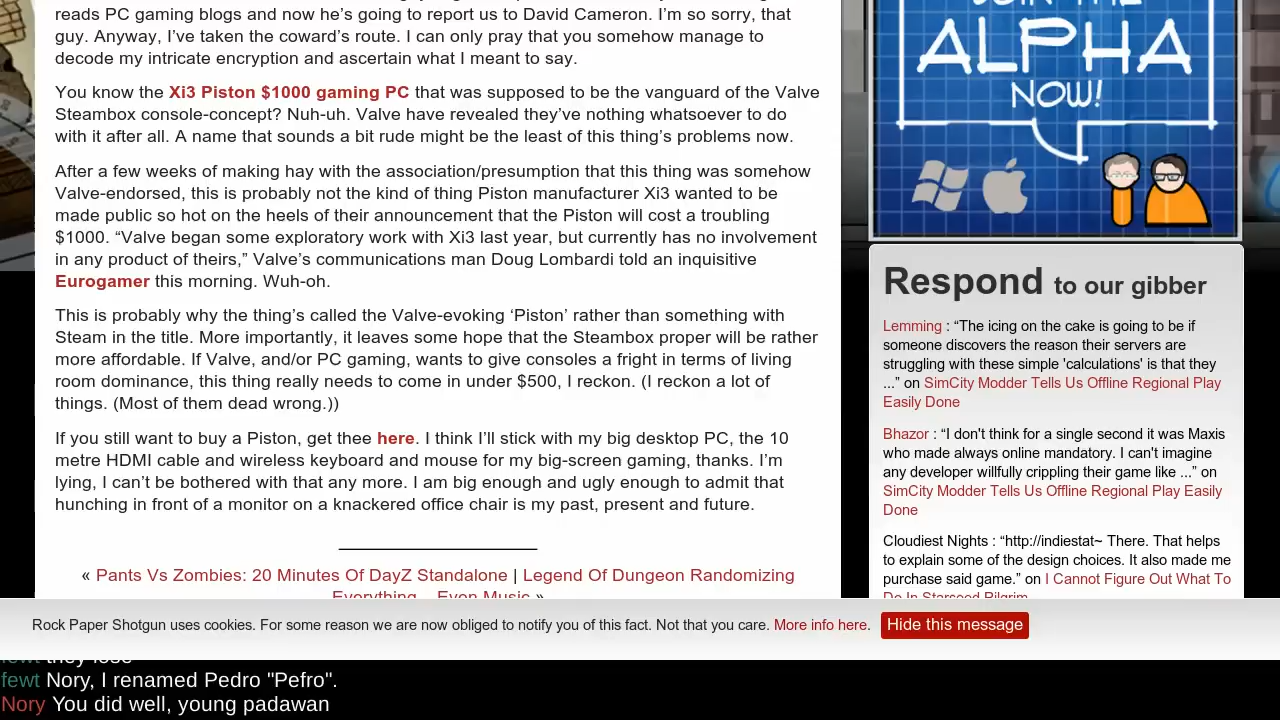 reads PC gaming blogs and now he's going to report us to David Cameron. I'm so sorry, that
guy. Anyway, I've taken the coward's route. I can only pray that you somehow manage to
decode my intricate encryption and ascertain what I meant to say.
You know the Xi3 Piston $1000 gaming PC that was supposed to be the vanguard of the Valve
Steambox console-concept? Nuh-uh. Valve have revealed they've nothing whatsoever to do
with it after all. A name that sounds a bit rude might be the least of this thing's problems now.
After a few weeks of making hay with the association/presumption that this thing was somehow
Valve-endorsed, this is probably not the kind of thing Piston manufacturer Xi3 wanted to be
made public so hot on the heels of their announcement that the Piston will cost a troubling
$1000. “Valve began some exploratory work with Xi3 last year, but currently has no involvement
in any product of theirs,” Valve's communications man Doug Lombardi told an inquisitive
Eurogamer this morning. Wuh-oh.
This is probably why the thing's called the Valve-evoking ‘Piston’ rather than something with
Steam in the title. More importantly, it leaves some hope that the Steambox proper will be rather
more affordable. If Valve, and/or PC gaming, wants to give consoles a fright in terms of living
room dominance, this thing really needs to come in under $500, I reckon. (I reckon a lot of
things. (Most of them dead wrong.))
If you still want to buy a Piston, get thee here. I think I'll stick with my big desktop PC, the 10
metre HDMI cable and wireless keyboard and mouse for my big-screen gaming, thanks. I'm
lying, I can't be bothered with that any more. I am big enough and ugly enough to admit that
hunching in front of a monitor on a knackered office chair is my past, present and future.
« Pants Vs Zombies: 20 Minutes Of DayZ Standalone | Legend Of Dungeon Randomizing
Everything... Even Music »
JOIN THE
ALPHA
NOW!
Respond to our gibber
Lemming : “The icing on the cake is going to be if
someone discovers the reason their servers are
struggling with these simple 'calculations' is that they
...” on SimCity Modder Tells Us Offline Regional Play
Easily Done
Bhazor : “I don't think for a single second it was Maxis
who made always online mandatory. I can't imagine
any developer willfully crippling their game like ...” on
SimCity Modder Tells Us Offline Regional Play Easily
Done
Cloudiest Nights : “http://indiestat~ There. That helps
to explain some of the design choices. It also made me
purchase said game.” on I Cannot Figure Out What To
Do In Starseed Pilgrim
Rock Paper Shotgun uses cookies. For some reason we are now obliged to notify you of this fact. Not that you care. More info here. Hide this message
fewt they lose
fewt Nory, I renamed Pedro "Pefro".
Nory You did well, young padawan